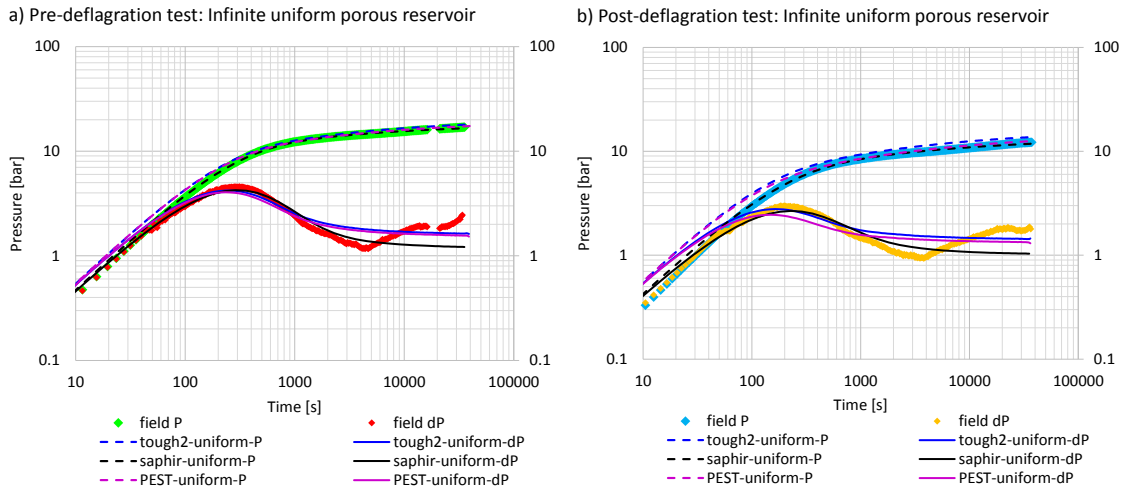 a) Pre-deflagration test: Infinite uniform porous reservoir
100
10
1
0.1
100
10
1
0.1
Pressure [bar]
10
100
1000
10000
100000
Time [s]
field P
field dP
tough2-uniform-P
tough2-uniform-dP
saphir-uniform-P
saphir-uniform-dP
PEST-uniform-P
PEST-uniform-dP
b) Post-deflagration test: Infinite uniform porous reservoir
100
10
1
0.1
100
10
1
0.1
Pressure [bar]
10
100
1000
10000
100000
Time [s]
field P
field dP
tough2-uniform-P
tough2-uniform-dP
saphir-uniform-P
saphir-uniform-dP
PEST-uniform-P
PEST-uniform-dP